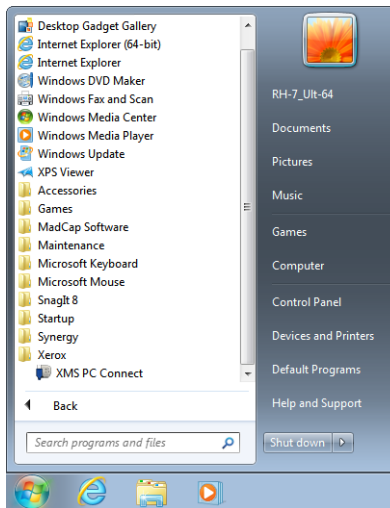 Desktop Gadget Gallery
Internet Explorer (64-bit)
Internet Explorer
Windows DVD Maker
Windows Fax and Scan
Windows Media Center
Windows Media Player
Windows Update
XPS Viewer
Accessories
Games
MadCap Software
Maintenance
Microsoft Keyboard
Microsoft Mouse
SnagIt 8
Startup
Synergy
Xerox
XMS PC Connect
Back
Search programs and files
RH-7_Ult-64
Documents
Pictures
Music
Games
Computer
Control Panel
Devices and Printers
Default Programs
Help and Support
Shut down